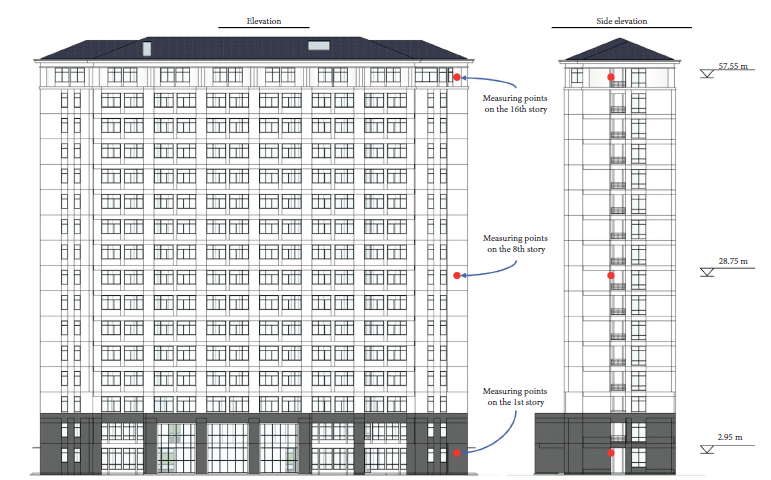 Elevation
Side elevation
57.55 m
Measuring points
on the 16th story
Measuring points
on the 8th story
28.75 m
Measuring points
on the 1st story
2.95 m